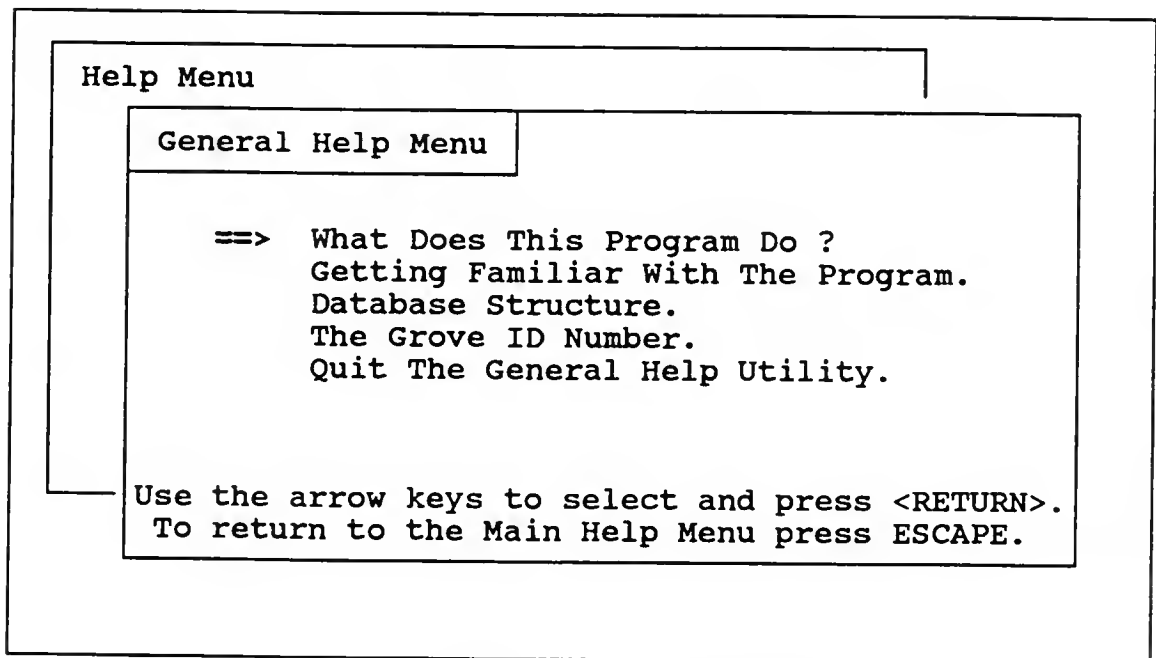 Help Menu
General Help Menu
==> What Does This Program Do ?
Getting Familiar With The Program.
Database Structure.
The Grove ID Number.
Quit The General Help Utility.
Use the arrow keys to select and press <RETURN>.
To return to the Main Help Menu press ESCAPE.